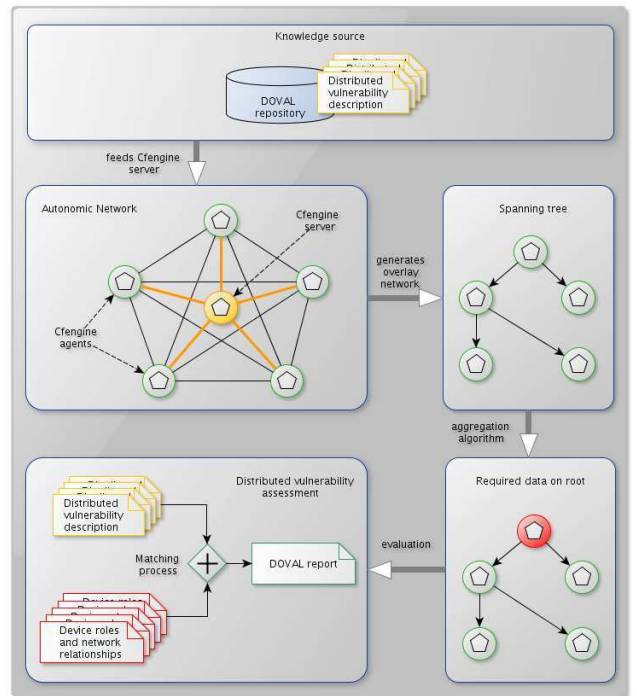 Knowledge source
DOVAL
repository
Distributed
vulnerability
description
feeds Cfengine
server
Autonomic Network
Cfengine
server
Cfengine
agents
generates
overlay
network
Spanning tree
aggregation
algorithm
Distributed vulnerability
assessment
Distributed
vulnerability
description
Matching
process
DOVAL report
Device roles
Device roles
and network
relationships
evaluation
Required data on root